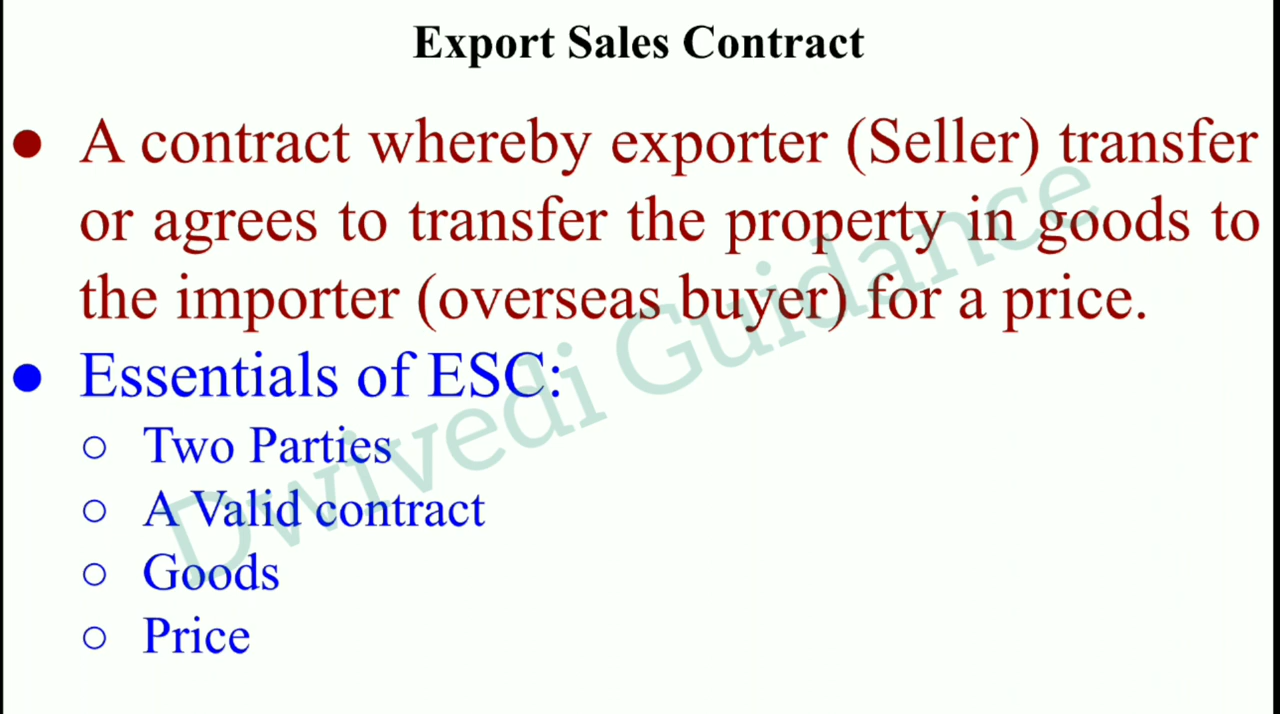 Export Sales Contract
● A contract whereby exporter (Seller) transfer
or agrees to transfer the property in goods to
the importer (overseas buyer) for a price.
● Essentials of ESC:
○ Two Parties
○ A Valid contract
○ Goods
○ Price
Dwivedi Guidance